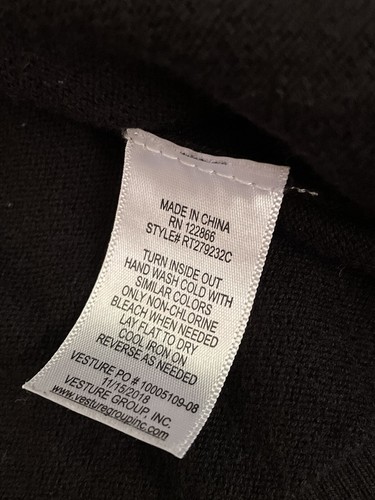 MADE IN CHINA
RN 122866
STYLE# RT279232C
TURN INSIDE OUT
HAND WASH COLD WITH
SIMILAR COLORS
ONLY NON-CHLORINE
BLEACH WHEN NEEDED
LAY FLAT TO DRY
COOL IRON ON
REVERSE AS NEEDED
VESTURE PO # 10005109-08
11/15/2018
VESTURE GROUP, INC.
www.vesturegroupinc.com